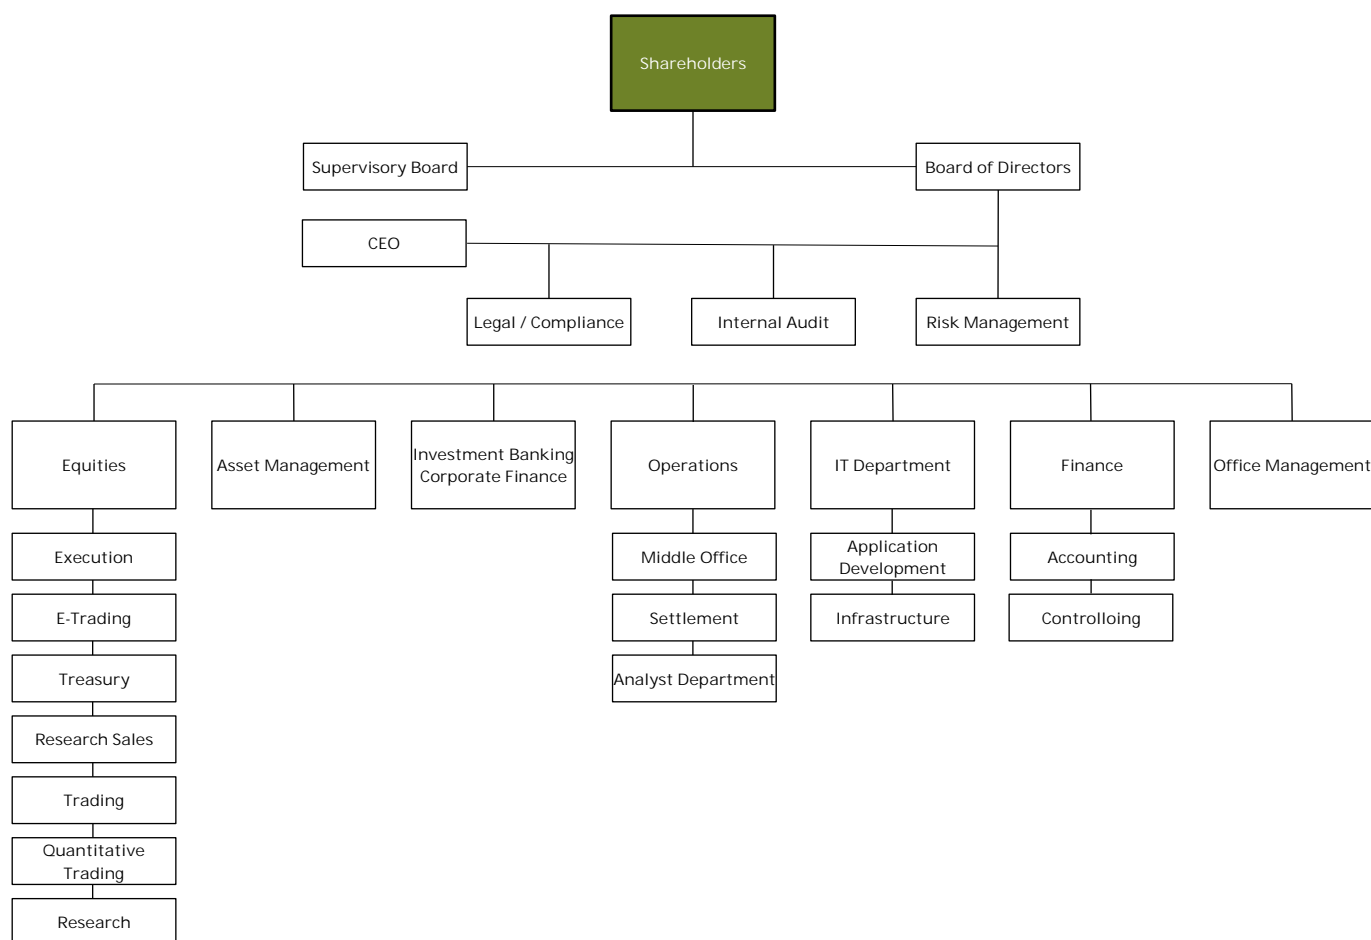 Shareholders
Supervisory Board
Board of Directors
CEO
Legal / Compliance
Internal Audit
Risk Management
Equities
Asset Management
Investment Banking
Corporate Finance
Operations
IT Department
Finance
Office Management
Execution
Middle Office
Application
Development
Accounting
E-Trading
Settlement
Infrastructure
Controlloing
Treasury
Analyst Department
Research Sales
Trading
Quantitative
Trading
Research